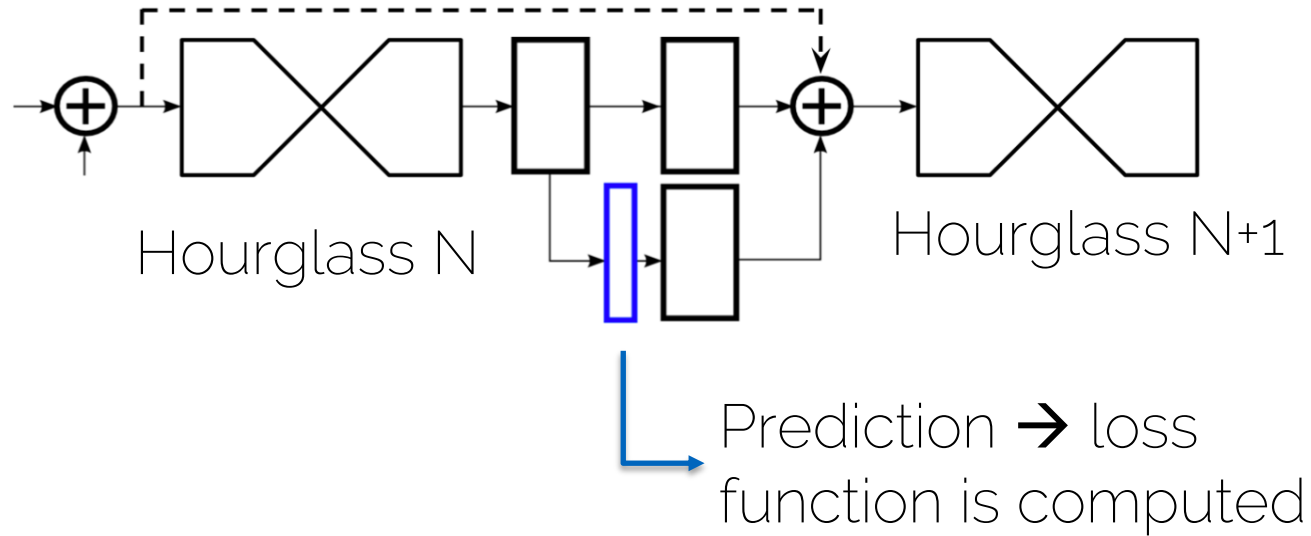 Hourglass N
Hourglass N+1
Prediction → loss
function is computed